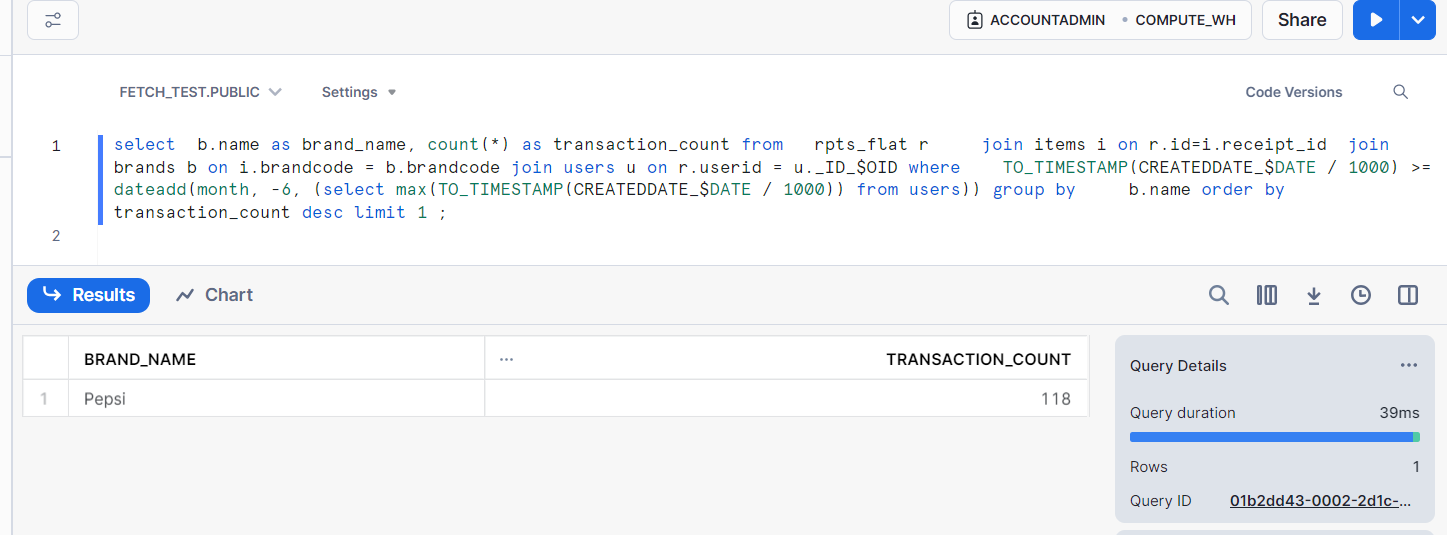 ACCOUNTADMIN • COMPUTE_WH Share
FETCH_TEST.PUBLIC Settings Code Versions
1 select b.name as brand_name, count(*) as transaction_count from rpts_flat r join items i on r.id=i.receipt_id join
brands b on i.brandcode = b.brandcode join users u on r.userid = u._ID_$OID where TO_TIMESTAMP(CREATEDDATE_$DATE / 1000) >=
dateadd(month, -6, (select max(TO_TIMESTAMP(CREATEDDATE_$DATE / 1000)) from users)) group by b.name order by
transaction_count desc limit 1 ;
2
Results Chart
BRAND_NAME ... TRANSACTION_COUNT
1 Pepsi 118
Query Details ...
Query duration 39ms
Rows 1
Query ID 01b2dd43-0002-2d1c-...